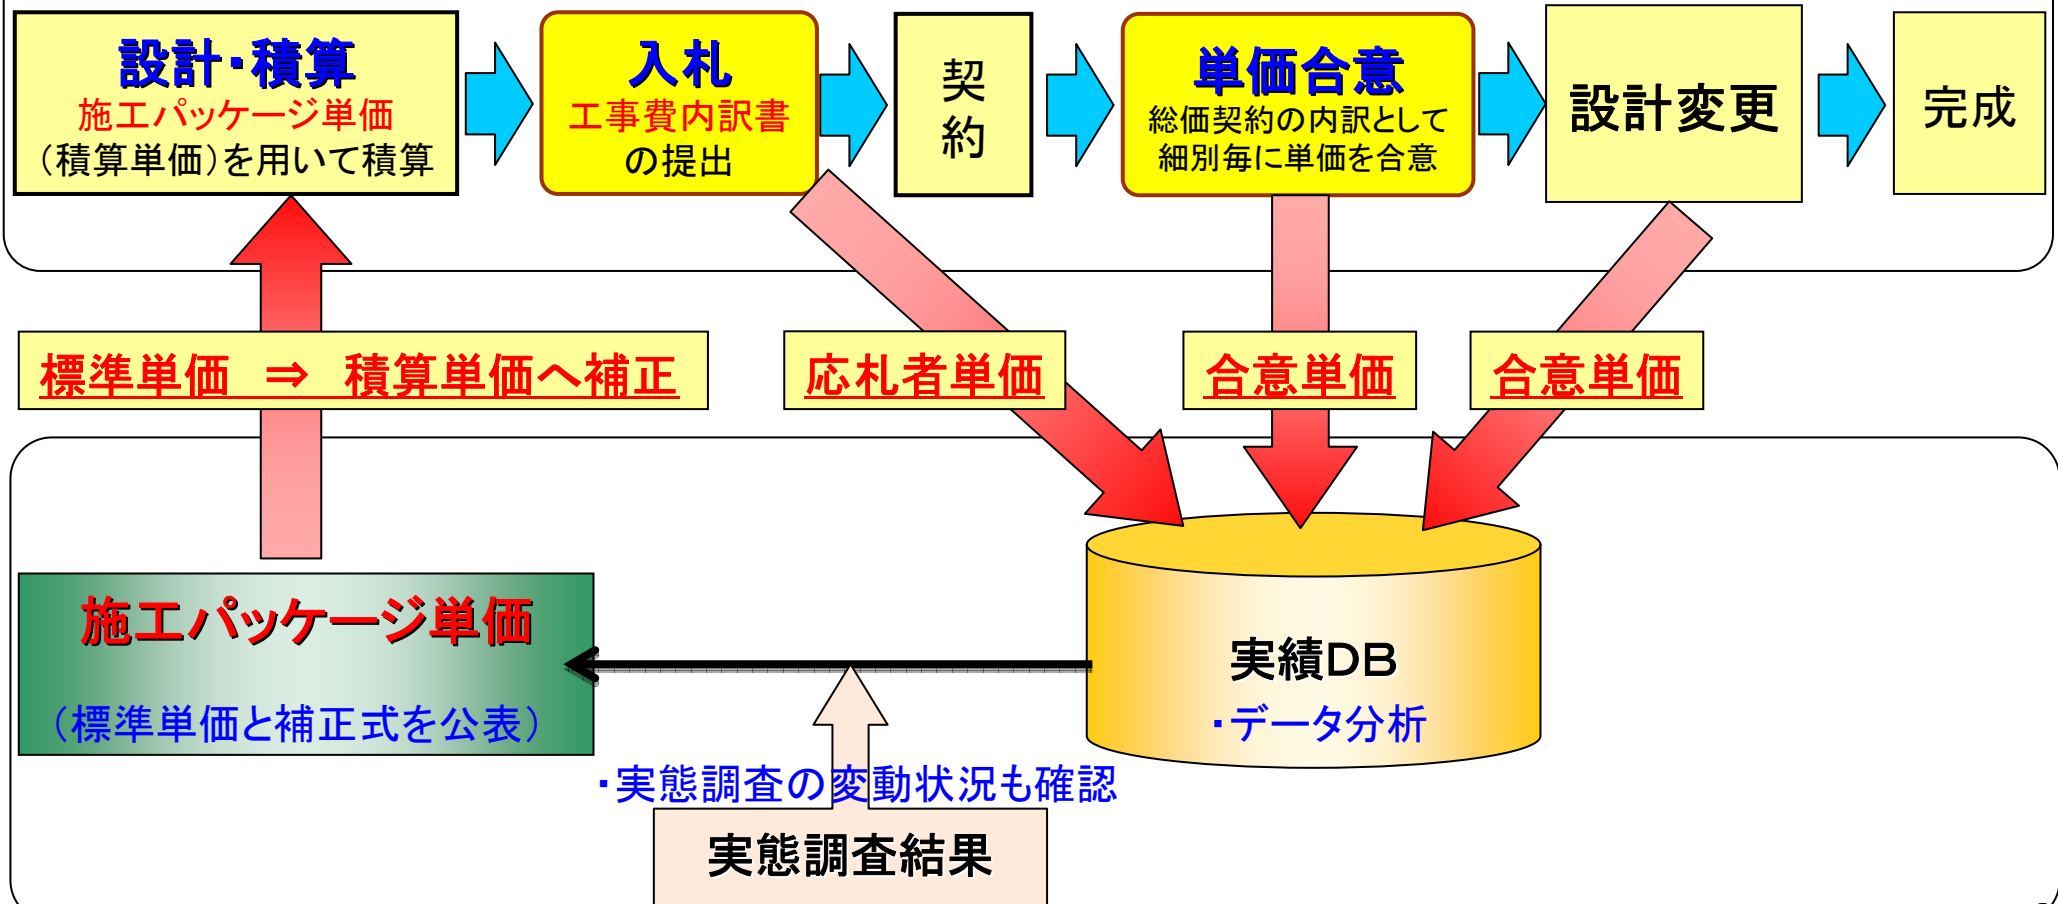 設計・積算
施工パッケージ単価
（積算単価）を用いて積算
入札
工事費内訳書
の提出
契
約
単価合意
総価契約の内訳として
細別毎に単価を合意
設計変更
完成
標準単価　⇒　積算単価へ補正
応札者単価
合意単価
合意単価
施工パッケージ単価
（標準単価と補正式を公表）
実績DB
・データ分析
・実態調査の変動状況も確認
実態調査結果